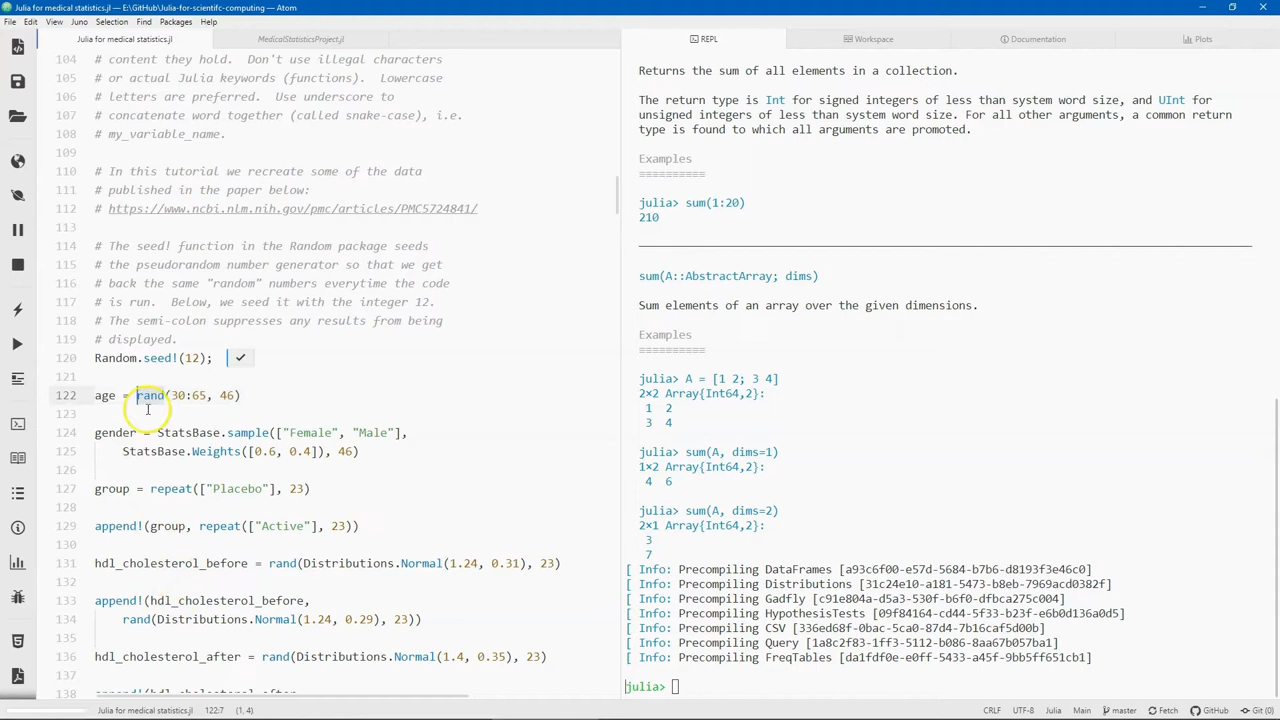 Julia for medical statistics.jl — E:\GitHub\Julia-for-scientifc-computing — Atom
File Edit View Juno Selection Find Packages Help
Julia for medical statistics.jl
MedicalStatisticsProject.jl
REPL
Workspace
Documentation
Plots
104 # content they hold.  Don't use illegal characters
105 # or actual Julia keywords (functions).  Lowercase
106 # letters are preferred.  Use underscore to
107 # concatenate word together (called snake-case), i.e.
108 # my_variable_name.
109
110 # In this tutorial we recreate some of the data
111 # published in the paper below:
112 # https://www.ncbi.nlm.nih.gov/pmc/articles/PMC5724841/
113
114 # The seed! function in the Random package seeds
115 # the pseudorandom number generator so that we get
116 # back the same "random" numbers everytime the code
117 # is run.  Below, we seed it with the integer 12.
118 # The semi-colon suppresses any results from being
119 # displayed.
120 Random.seed!(12);
121
122 age = rand(30:65, 46)
123
124 gender = StatsBase.sample(["Female", "Male"],
125 StatsBase.Weights([0.6, 0.4]), 46)
126
127 group = repeat(["Placebo"], 23)
128
129 append!(group, repeat(["Active"], 23))
130
131 hdl_cholesterol_before = rand(Distributions.Normal(1.24, 0.31), 23)
132
133 append!(hdl_cholesterol_before,
134 rand(Distributions.Normal(1.24, 0.29), 23))
135
136 hdl_cholesterol_after = rand(Distributions.Normal(1.4, 0.35), 23)
137
138 append!(hdl_cholesterol_after,
Returns the sum of all elements in a collection.
The return type is Int for signed integers of less than system word size, and UInt for
unsigned integers of less than system word size. For all other arguments, a common return
type is found to which all arguments are promoted.
Examples
==========
julia> sum(1:20)
210
sum(A::AbstractArray; dims)
Sum elements of an array over the given dimensions.
Examples
==========
julia> A = [1 2; 3 4]
2×2 Array{Int64,2}:
1 2
3 4
julia> sum(A, dims=1)
1×2 Array{Int64,2}:
4 6
julia> sum(A, dims=2)
2×1 Array{Int64,2}:
3
7
[ Info: Precompiling DataFrames [a93c6f00-e57d-5684-b7b6-d8193f3e46c0]
[ Info: Precompiling Distributions [31c24e10-a181-5473-b8eb-7969acd0382f]
[ Info: Precompiling Gadfly [c91e804a-d5a3-530f-b6f0-dfbca275c004]
[ Info: Precompiling HypothesisTests [09f84164-cd44-5f33-b23f-e6b0d136a0d5]
[ Info: Precompiling CSV [336ed68f-0bac-5ca0-87d4-7b16caf5d00b]
[ Info: Precompiling Query [1a8c2f83-1ff3-5112-b086-8aa67b057ba1]
[ Info: Precompiling FreqTables [da1fdf0e-e0ff-5433-a45f-9bb5ff651cb1]
julia>
Julia for medical statistics.jl 122:7 (1, 4)
CRLF UTF-8 Julia Main master Fetch GitHub Git (0)